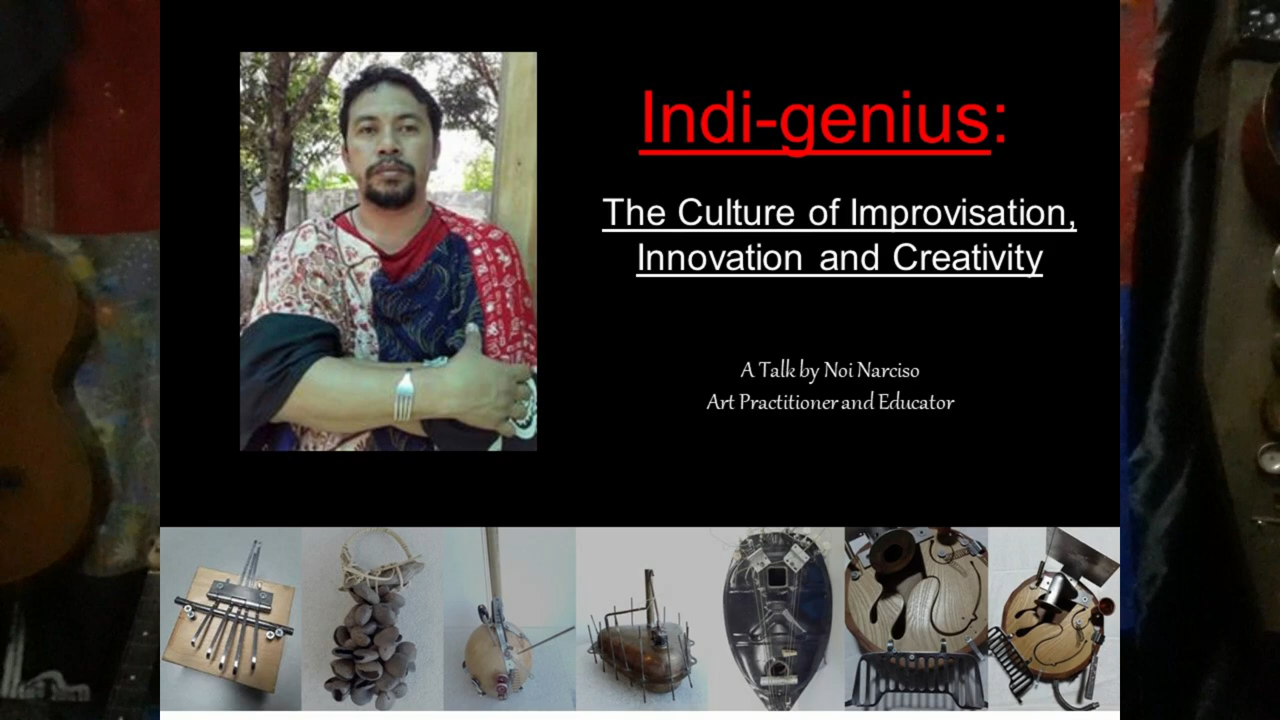 Indi-genius:
The Culture of Improvisation,
Innovation and Creativity
A Talk by Noi Narciso
Art Practitioner and Educator